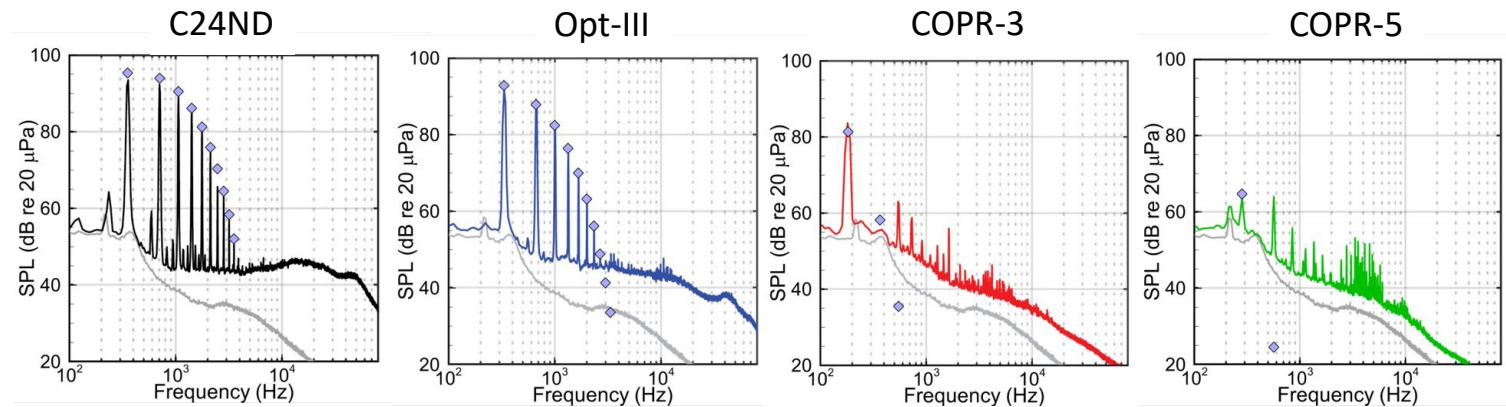 C24ND
Opt-III
COPR-3
COPR-5
SPL (dB re 20 μPa)
100
80
60
40
20
10²
10³
10⁴
Frequency (Hz)
SPL (dB re 20 μPa)
100
80
60
40
20
10²
10³
10⁴
Frequency (Hz)
SPL (dB re 20 μPa)
100
80
60
40
20
10²
10³
10⁴
Frequency (Hz)
SPL (dB re 20 μPa)
100
80
60
40
20
10²
10³
10⁴
Frequency (Hz)